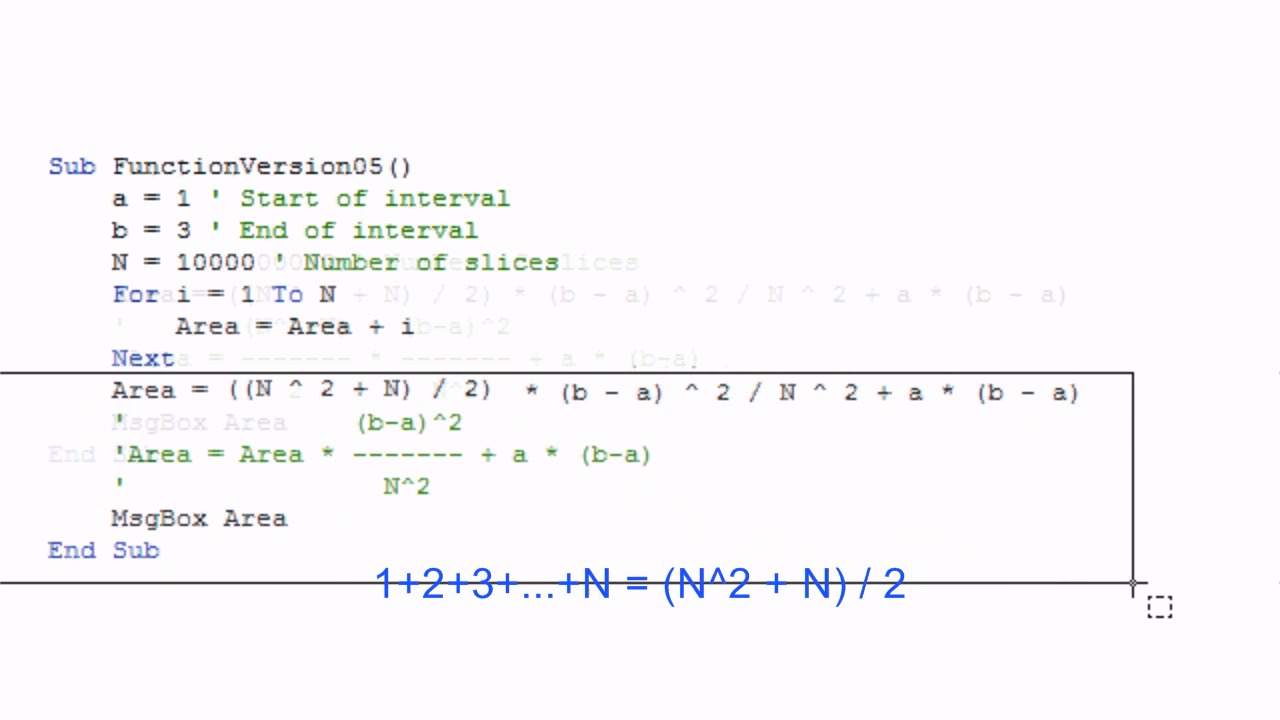 Sub FunctionVersion05()
a = 1 ' Start of interval
b = 3 ' End of interval
N = 10000 ' Number of slices
For i = 1 To N
Area = Area + i
Next
Area = ((N ^ 2 + N) / 2) * (b - a) ^ 2 / N ^ 2 + a * (b - a)
' (b-a)^2
'Area = Area * ------- + a * (b-a)
' N^2
MsgBox Area
End Sub
1+2+3+...+N = (N^2 + N) / 2